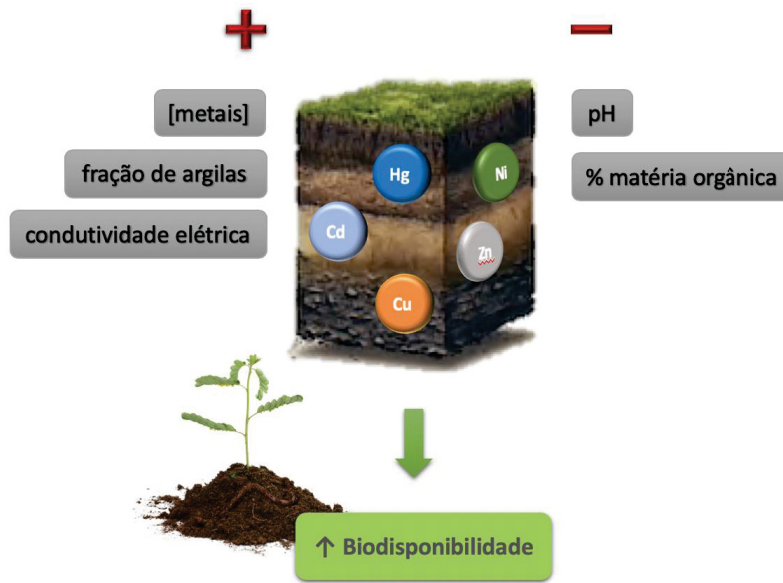 +
−
[metais]
pH
fração de argilas
% matéria orgânica
condutividade elétrica
Hg
Ni
Cd
Zn
Cu
↑ Biodisponibilidade